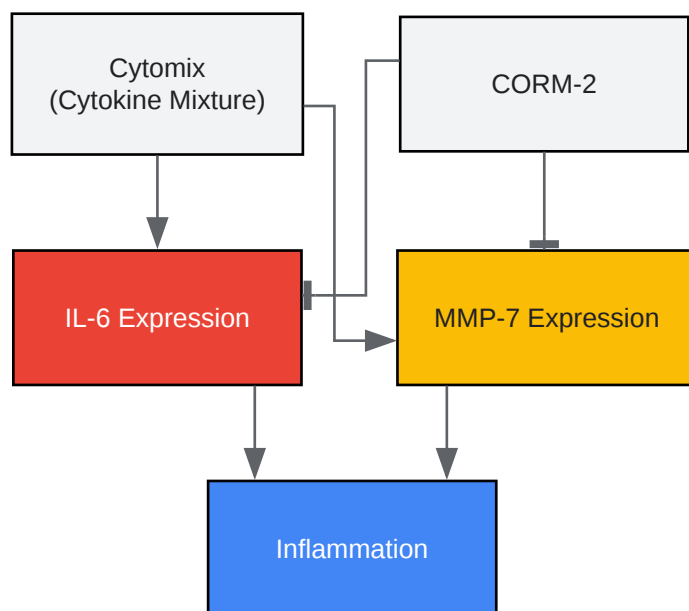 Cytomix
(Cytokine Mixture)
CORM-2
IL-6 Expression
MMP-7 Expression
Inflammation